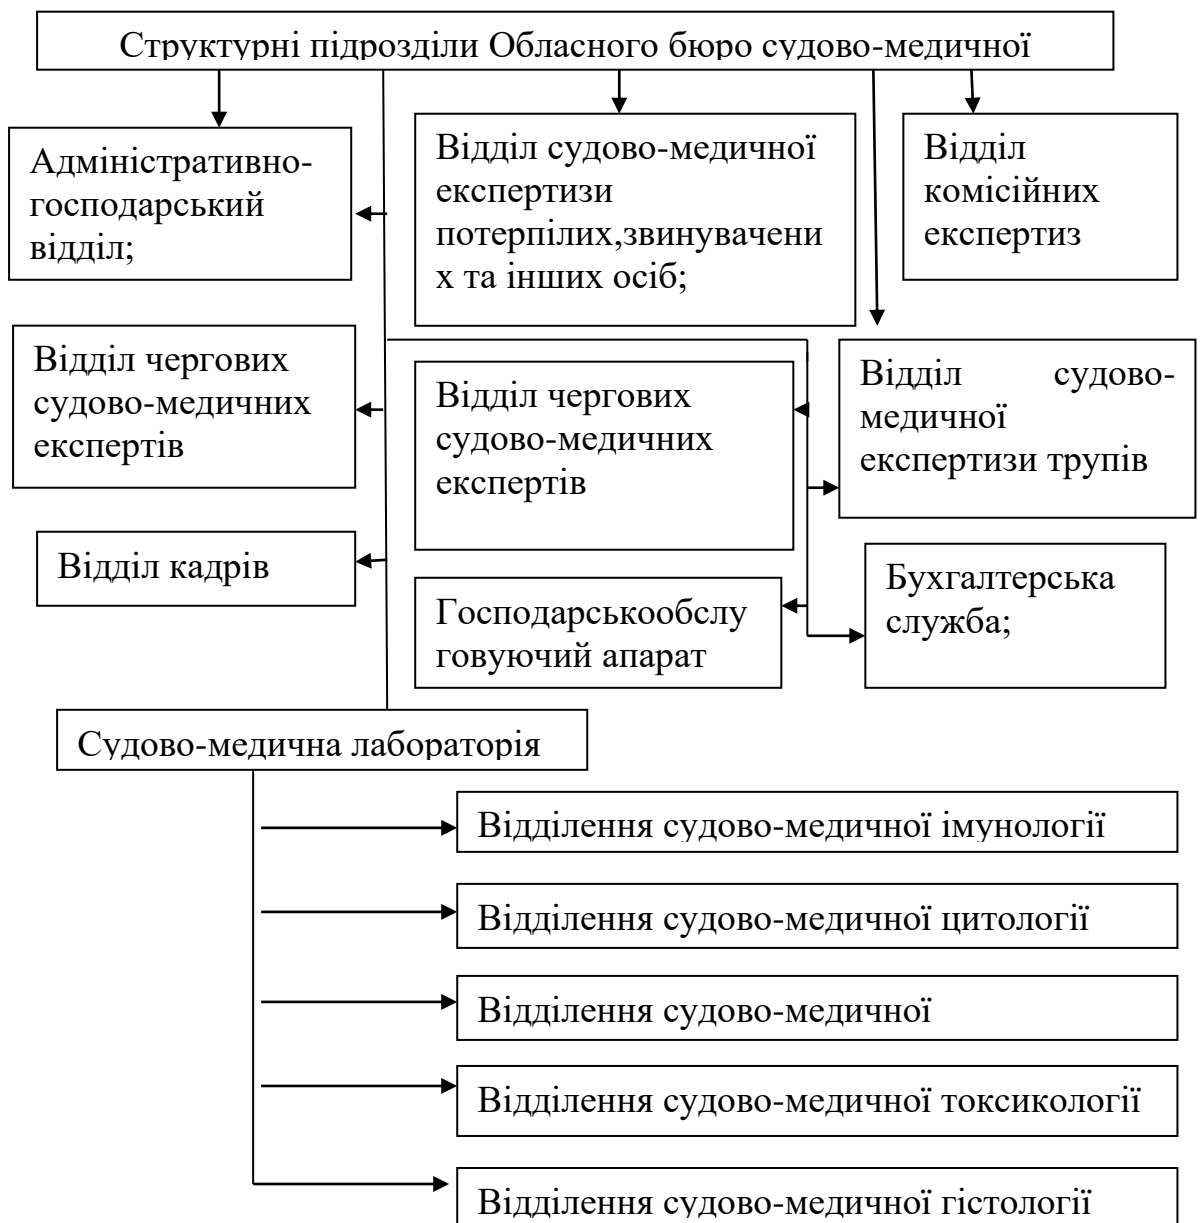 Структурні підрозділи Обласного бюро судово-медичної
Адміністративно-
господарський
відділ;
Відділ судово-медичної
експертизи
потерпілих,звинувачени
х та інших осіб;
Відділ
комісійних
експертиз
Відділ чергових
судово-медичних
експертів
Відділ чергових
судово-медичних
експертів
Відділ судово-
медичної
експертизи трупів
Відділ кадрів
Господарськообслу
говуючий апарат
Бухгалтерська
служба;
Судово-медична лабораторія
Відділення судово-медичної імунології
Відділення судово-медичної цитології
Відділення судово-медичної
Відділення судово-медичної токсикології
Відділення судово-медичної гістології